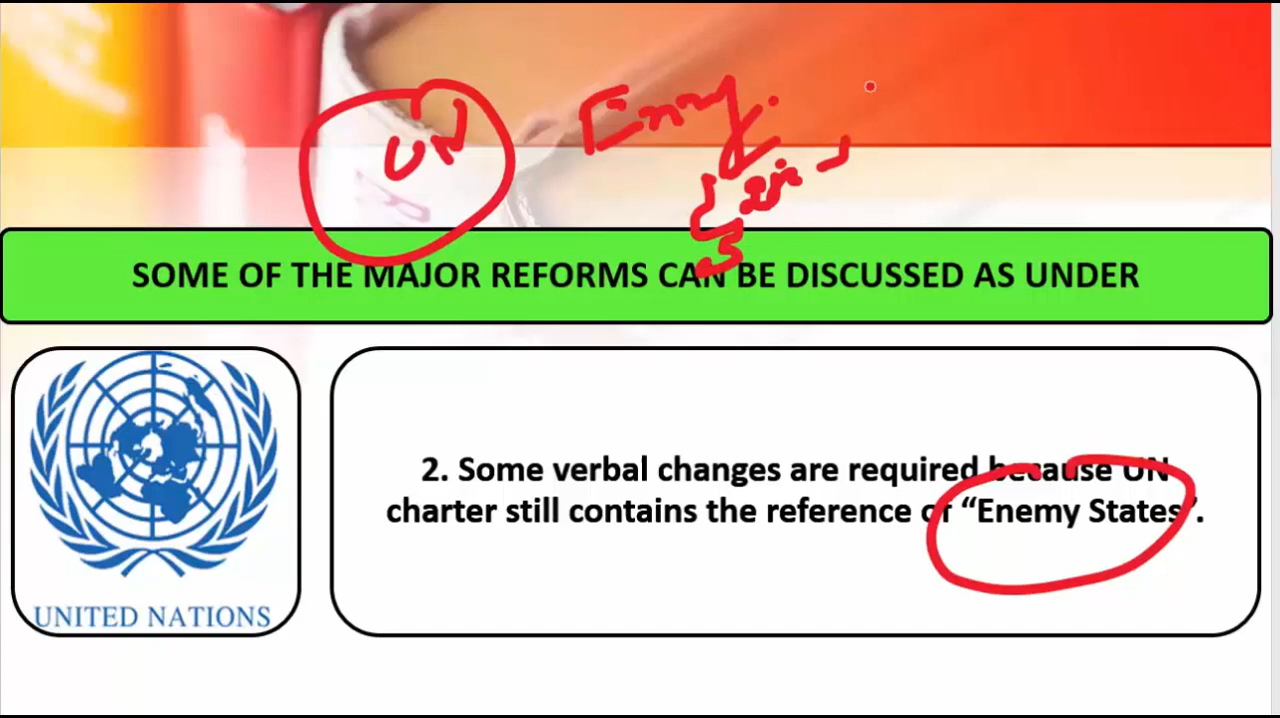 UN
SOME OF THE MAJOR REFORMS CAN BE DISCUSSED AS UNDER
UNITED NATIONS
2. Some verbal changes are required because UN
charter still contains the reference of “Enemy States”.